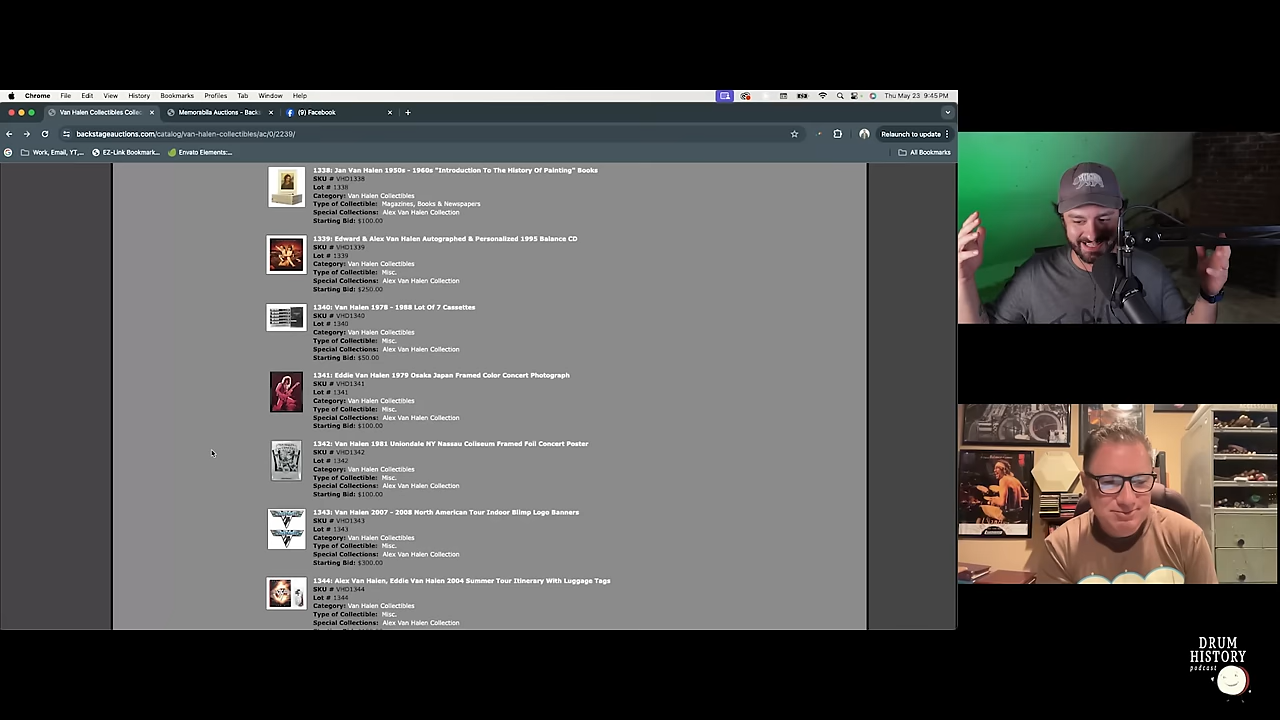 Chrome File Edit View History Bookmarks Profiles Tab Window Help Thu May 23 9:45 PM
Van Halen Collectibles Collec × Memorabilia Auctions - Backs × (9) Facebook × +
backstageauctions.com/catalog/van-halen-collectibles/ac/0/2239/ Relaunch to update
Work, Email, YT,... EZ-Link Bookmark... Envato Elements:... All Bookmarks
1338: Jan Van Halen 1950s - 1960s "Introduction To The History Of Painting" Books
SKU # VHD1338
Lot # 1338
Category: Van Halen Collectibles
Type of Collectible: Magazines, Books & Newspapers
Special Collections: Alex Van Halen Collection
Starting Bid: $100.00
1339: Edward & Alex Van Halen Autographed & Personalized 1995 Balance CD
SKU # VHD1339
Lot # 1339
Category: Van Halen Collectibles
Type of Collectible: Misc.
Special Collections: Alex Van Halen Collection
Starting Bid: $250.00
1340: Van Halen 1978 - 1988 Lot Of 7 Cassettes
SKU # VHD1340
Lot # 1340
Category: Van Halen Collectibles
Type of Collectible: Misc.
Special Collections: Alex Van Halen Collection
Starting Bid: $50.00
1341: Eddie Van Halen 1979 Osaka Japan Framed Color Concert Photograph
SKU # VHD1341
Lot # 1341
Category: Van Halen Collectibles
Type of Collectible: Misc.
Special Collections: Alex Van Halen Collection
Starting Bid: $100.00
1342: Van Halen 1981 Uniondale NY Nassau Coliseum Framed Foil Concert Poster
SKU # VHD1342
Lot # 1342
Category: Van Halen Collectibles
Type of Collectible: Misc.
Special Collections: Alex Van Halen Collection
Starting Bid: $100.00
1343: Van Halen 2007 - 2008 North American Tour Indoor Blimp Logo Banners
SKU # VHD1343
Lot # 1343
Category: Van Halen Collectibles
Type of Collectible: Misc.
Special Collections: Alex Van Halen Collection
Starting Bid: $300.00
1344: Alex Van Halen, Eddie Van Halen 2004 Summer Tour Itinerary With Luggage Tags
SKU # VHD1344
Lot # 1344
Category: Van Halen Collectibles
Type of Collectible: Misc.
Special Collections: Alex Van Halen Collection
DRUM
HISTORY
podcast